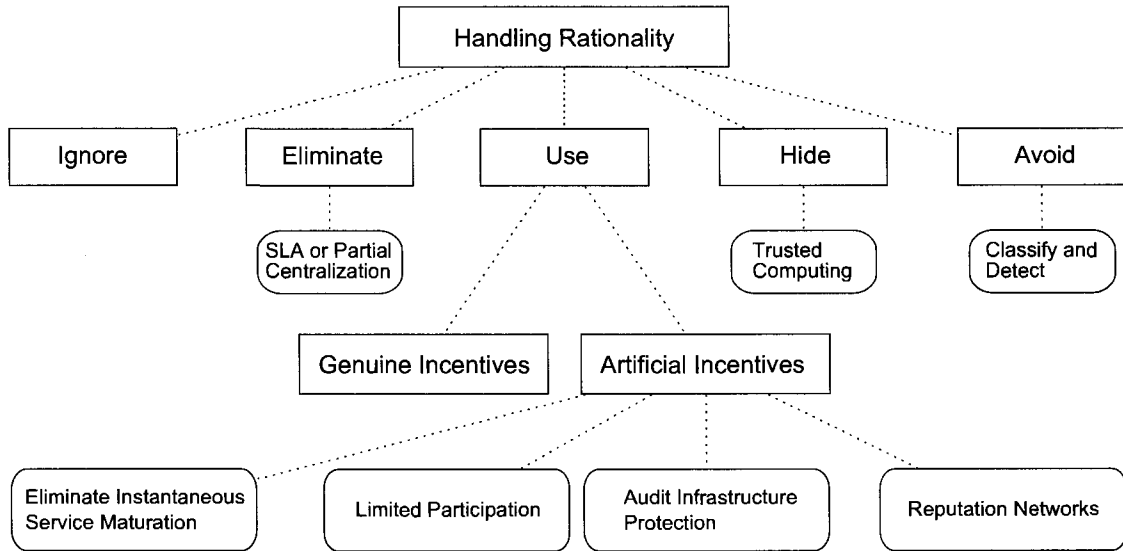 Handling Rationality
Ignore
Eliminate
Use
Hide
Avoid
SLA or Partial
Centralization
Trusted
Computing
Classify and
Detect
Genuine Incentives
Artificial Incentives
Eliminate Instantaneous
Service Maturation
Limited Participation
Audit Infrastructure
Protection
Reputation Networks